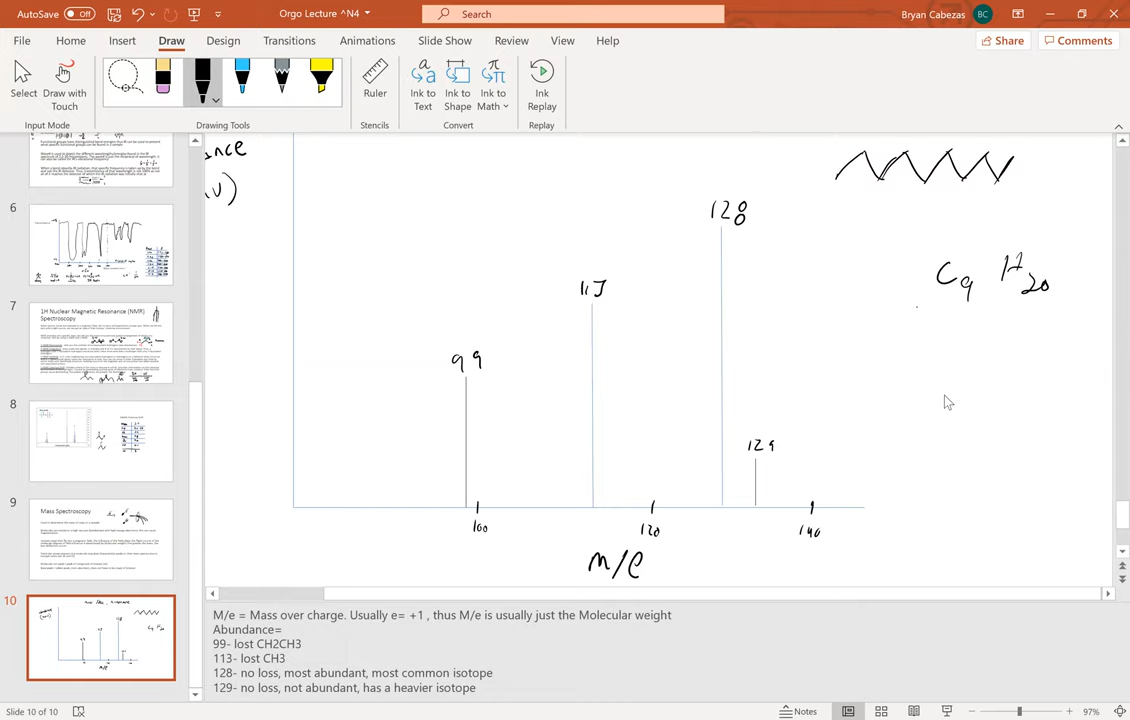 AutoSave Off
Orgo Lecture ^N4
Search
Bryan Cabezas BC
File Home Insert Draw Design Transitions Animations Slide Show Review View Help
Share Comments
Select
Draw with Touch
Ruler
Ink to Text
Ink to Shape
Ink to Math
Ink Replay
Input Mode
Drawing Tools
Stencils
Convert
Replay
6
7
1H Nuclear Magnetic Resonance (NMR) Spectroscopy
8
9
Mass Spectroscopy
10
128
113
99
129
C9 H20
100
120
140
M/e
M/e = Mass over charge. Usually e= +1 , thus M/e is usually just the Molecular weight
Abundance=
99- lost CH2CH3
113- lost CH3
128- no loss, most abundant, most common isotope
129- no loss, not abundant, has a heavier isotope
Slide 10 of 10
Notes
97%